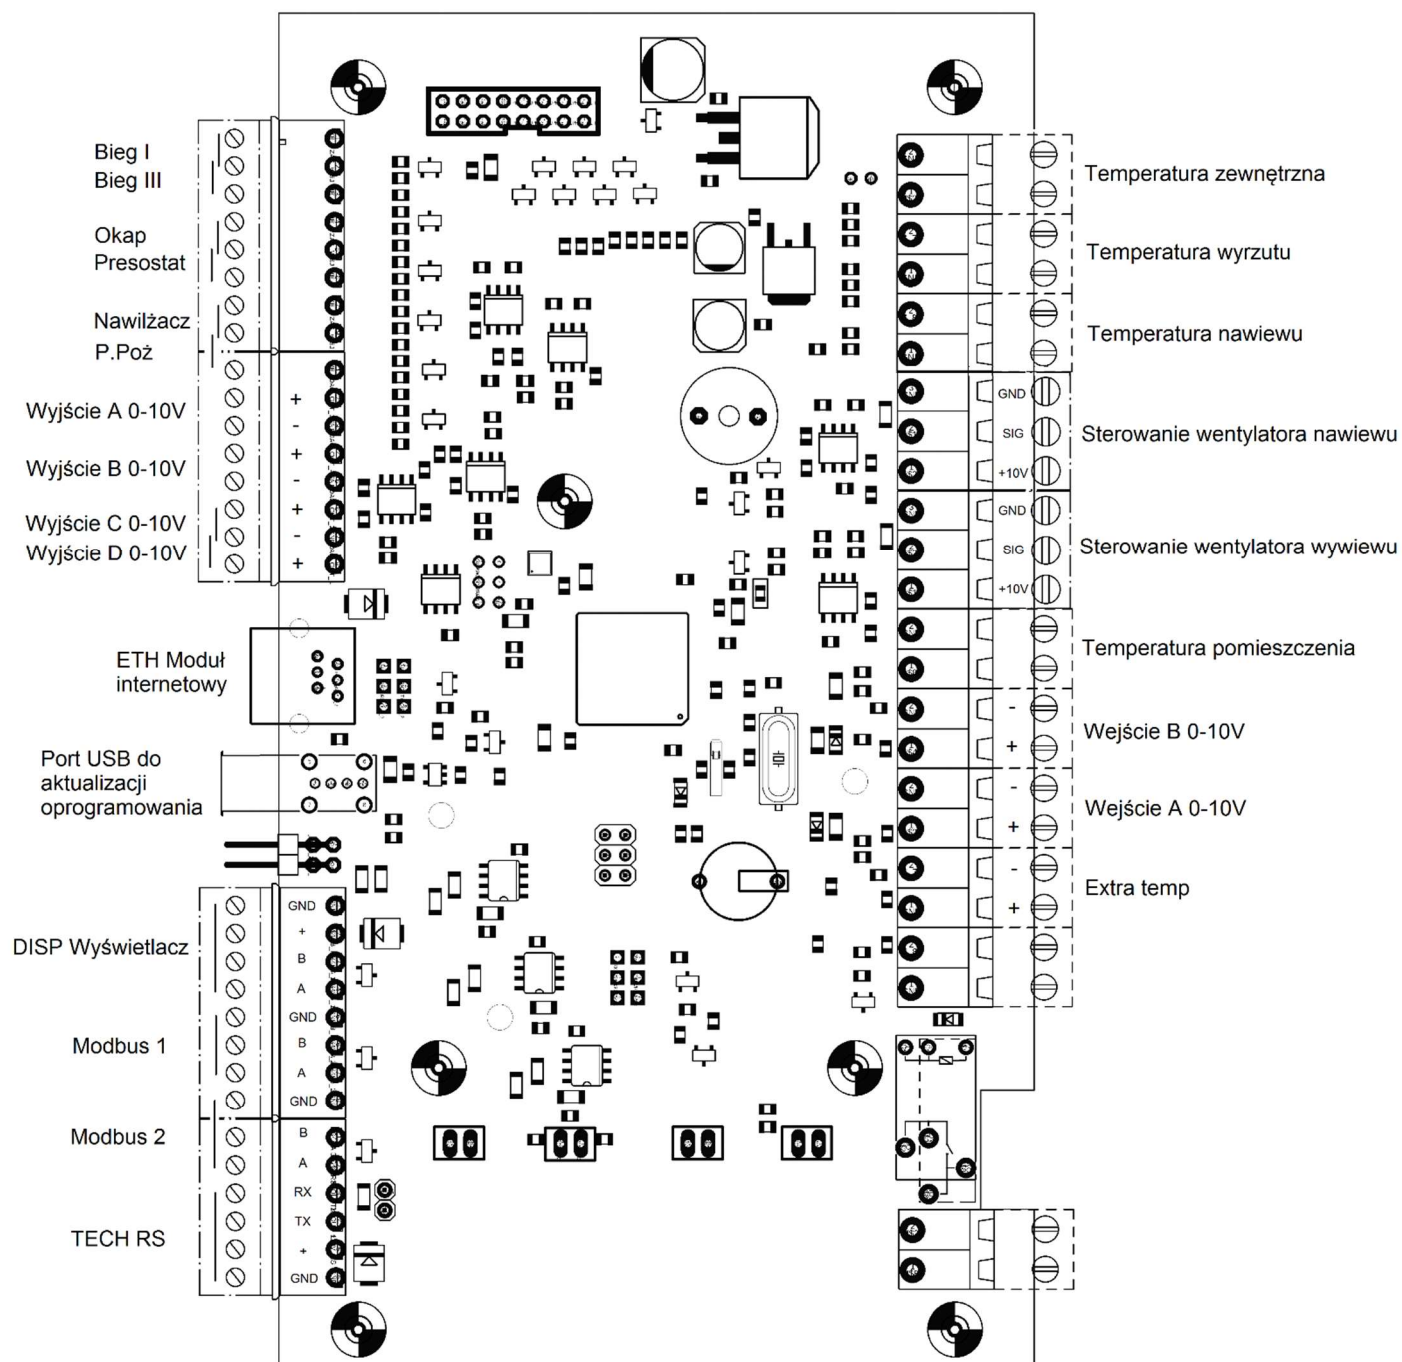 Bieg I
Bieg III
Okap
Presostat
Nawilżacz
P.Poż
Wyjście A 0-10V
+
-
Wyjście B 0-10V
+
-
Wyjście C 0-10V
+
-
Wyjście D 0-10V
+
ETH Moduł
internetowy
Port USB do
aktualizacji
oprogramowania
DISP Wyświetlacz
GND
+
B
A
Modbus 1
GND
B
A
GND
Modbus 2
B
A
TECH RS
RX
TX
+
GND
Temperatura zewnętrzna
Temperatura wyrzutu
Temperatura nawiewu
GND
SIG
+10V
Sterowanie wentylatora nawiewu
GND
SIG
+10V
Sterowanie wentylatora wywiewu
Temperatura pomieszczenia
-
+
Wejście B 0-10V
-
+
Wejście A 0-10V
-
+
Extra temp